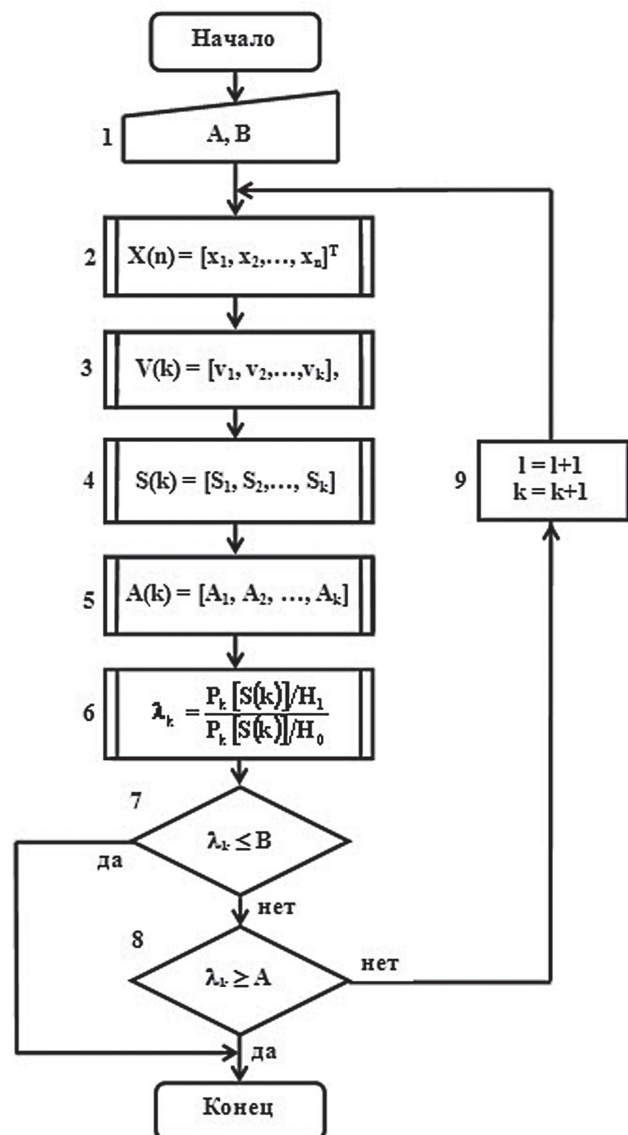 Начало
1
A, B
2
X(n) = [x₁, x₂,..., xₙ]ᵀ
3
V(k) = [v₁, v₂,...,vₖ],
4
S(k) = [S₁, S₂,..., Sₖ]
9
l = l+1
k = k+1
5
A(k) = [A₁, A₂, ..., Aₖ]
6
λₖ = Pₖ[S(k)]/H₁
Pₖ[S(k)]/H₀
7
λₖ ≤ B
да
нет
8
λₖ ≥ A
нет
да
Конец